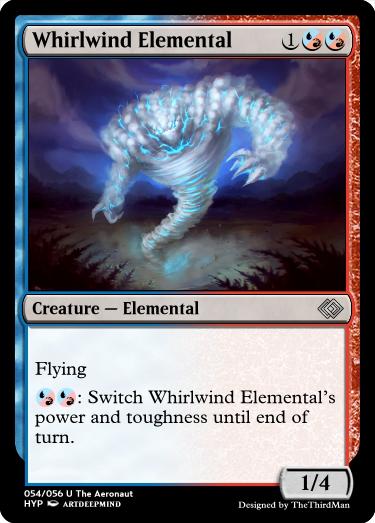 Whirlwind Elemental 1
Creature — Elemental
Flying
: Switch Whirlwind Elemental's
power and toughness until end of
turn.
1/4
054/056 U The Aeronaut
HYP ARTDEEPMIND
Designed by TheThirdMan